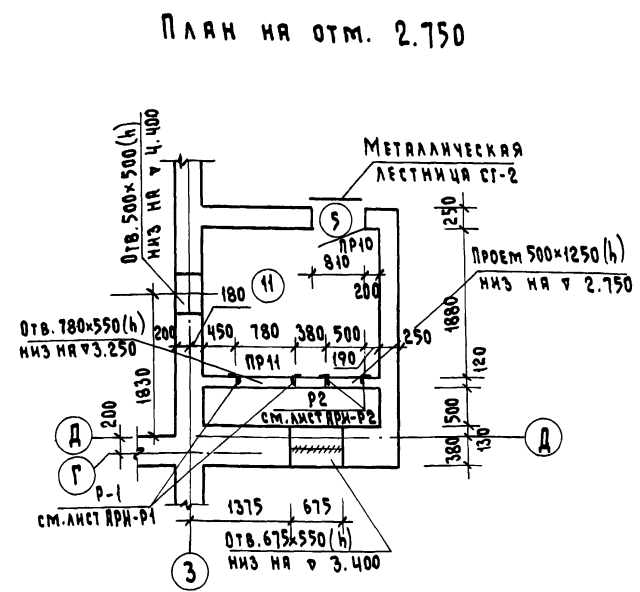 План на отм. 2.750
Отв. 500×500(h)
низ на ▽ 4.400
Металлическая
лестница СГ-2
5
ПР10
810
200
250
Проем 500×1250(h)
низ на ▽ 2.750
11
180
1880
Отв. 780×550(h)
низ на ▽3.250
200
450
780
380
500
250
190
ПР11
120
1830
Р2
см.лист АРИ-Р2
500
200
Д
Д
Г
380
130
Р-1
см.лист АРИ-Р1
1375
675
Отв.675×550(h)
низ на ▽ 3.400
3